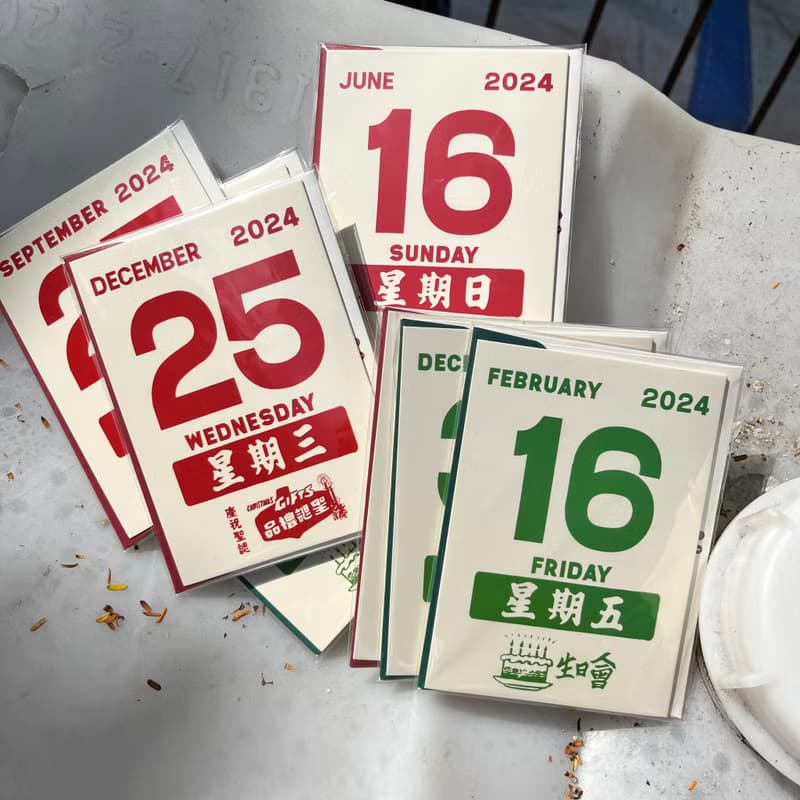 JUNE 2024
16
SUNDAY
星期日
SEPTEMBER 2024
DECEMBER 2024
25
WEDNESDAY
星期三
慶祝聖誕
CHRISTMAS GIFTS
聖誕禮品
DEC
FEBRUARY 2024
16
FRIDAY
星期五
生日會